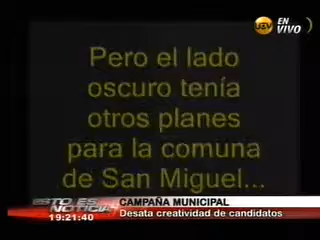 UCV EN
VIVO
Pero el lado
oscuro tenía
otros planes
para la comuna
de San Miguel...
ESTO ES
NOTICIA
CAMPAÑA MUNICIPAL
19:21:40
Desata creatividad de candidatos